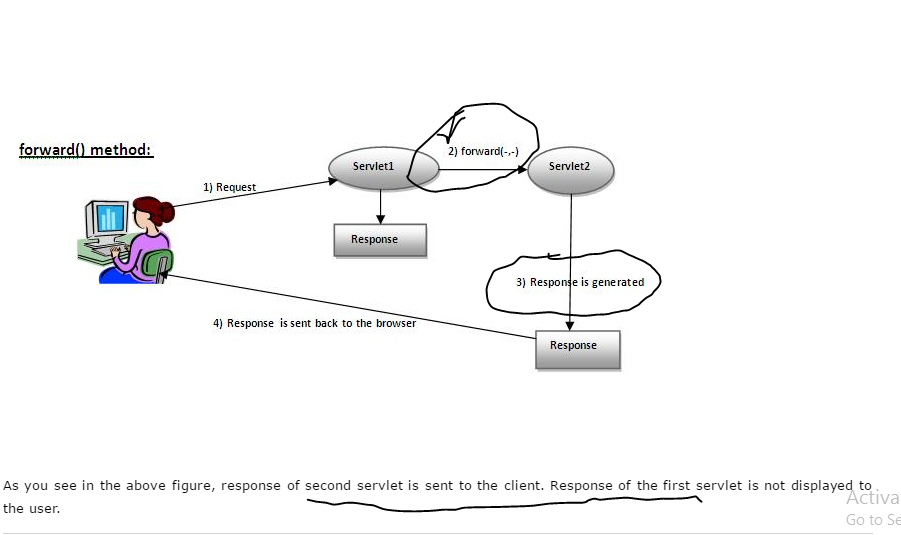 forward() method:
2) forward(-,-)
Servlet1
Servlet2
1) Request
Response
3) Response is generated
4) Response is sent back to the browser
Response
As you see in the above figure, response of second servlet is sent to the client. Response of the first servlet is not displayed to
the user.
Activa
Go to Se